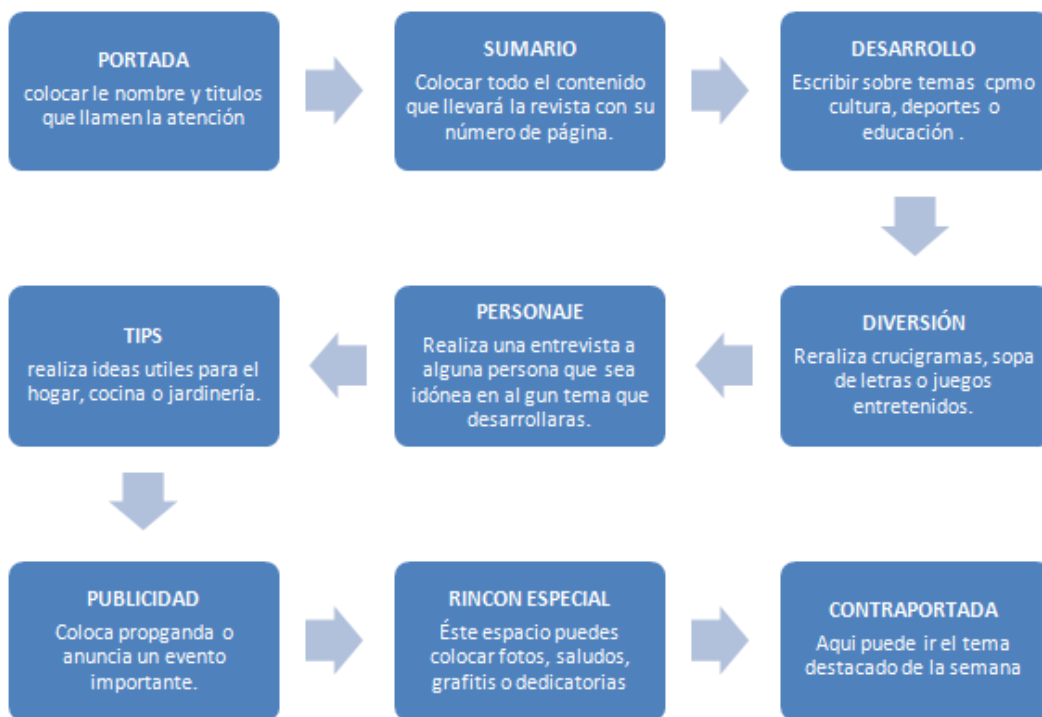 PORTADA
colocar le nombre y titulos
que llamen la atención
SUMARIO
Colocar todo el contenido
que llevará la revista con su
número de página.
DESARROLLO
Escribir sobre temas cpmo
cultura, deportes o
educación .
DIVERSIÓN
Reraliza crucigramas, sopa
de letras o juegos
entretenidos.
PERSONAJE
Realiza una entrevista a
alguna persona que sea
idónea en al gun tema que
desarrollaras.
TIPS
realiza ideas utiles para el
hogar, cocina o jardinería.
PUBLICIDAD
Coloca propganda o
anuncia un evento
importante.
RINCON ESPECIAL
Éste espacio puedes
colocar fotos, saludos,
grafitis o dedicatorias
CONTRAPORTADA
Aqui puede ir el tema
destacado de la semana